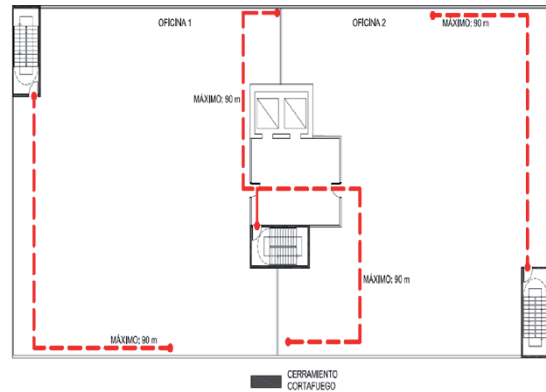 OFICINA 1
OFICINA 2
MÁXIMO: 90 m
MÁXIMO: 90 m
MÁXIMO: 90 m
MÁXIMO: 90 m
CERRAMIENTO
CORTAFUEGO